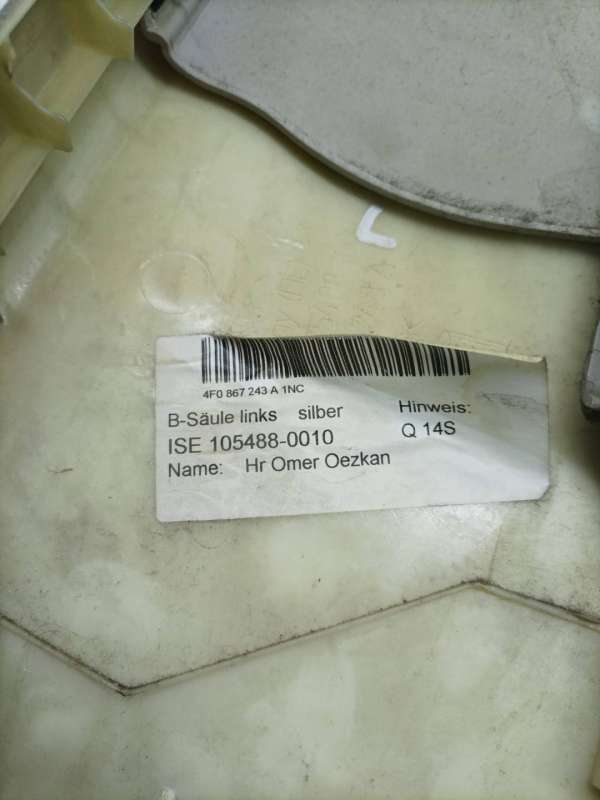 L
4F0 867 243 A 1NC
B-Säule links silber Hinweis:
ISE 105488-0010 Q 14S
Name: Hr Omer Oezkan